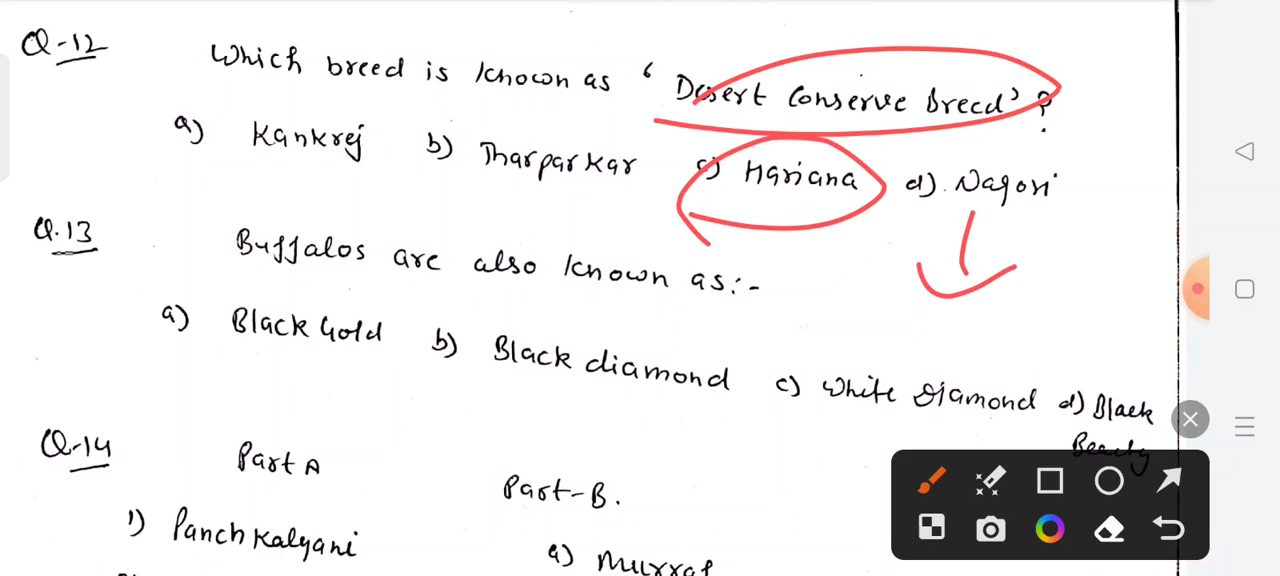 Q-12 Which breed is known as ' Desert Conserve Breed' ?
a) Kankrej b) Tharparkar c) Hariana d) Nagori
Q.13 Buffalos are also known as:-
a) Black Gold b) Black diamond c) White Diamond d) Black
Beauty
Q-14 Part A Part-B.
1) Panch Kalyani a) Murrah